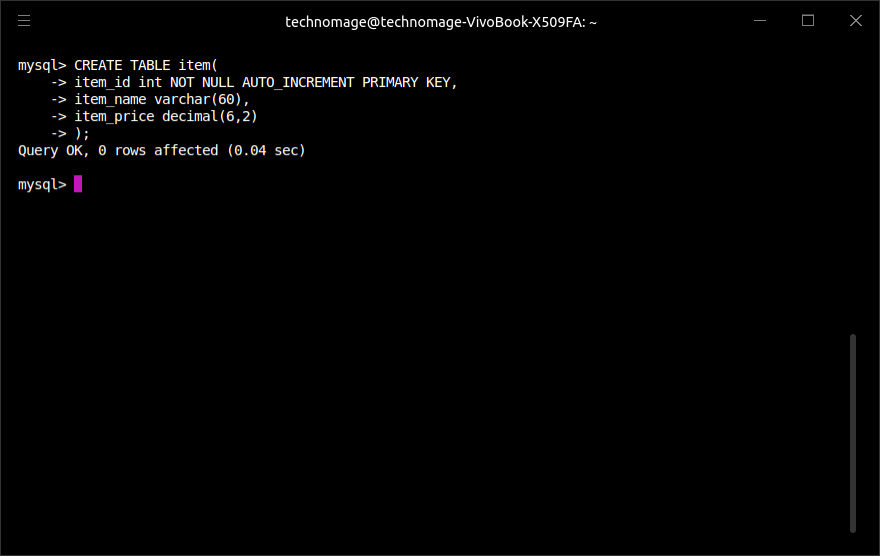 technomage@technomage-VivoBook-X509FA: ~
mysql> CREATE TABLE item(
    -> item_id int NOT NULL AUTO_INCREMENT PRIMARY KEY,
    -> item_name varchar(60),
    -> item_price decimal(6,2)
    -> );
Query OK, 0 rows affected (0.04 sec)
mysql>